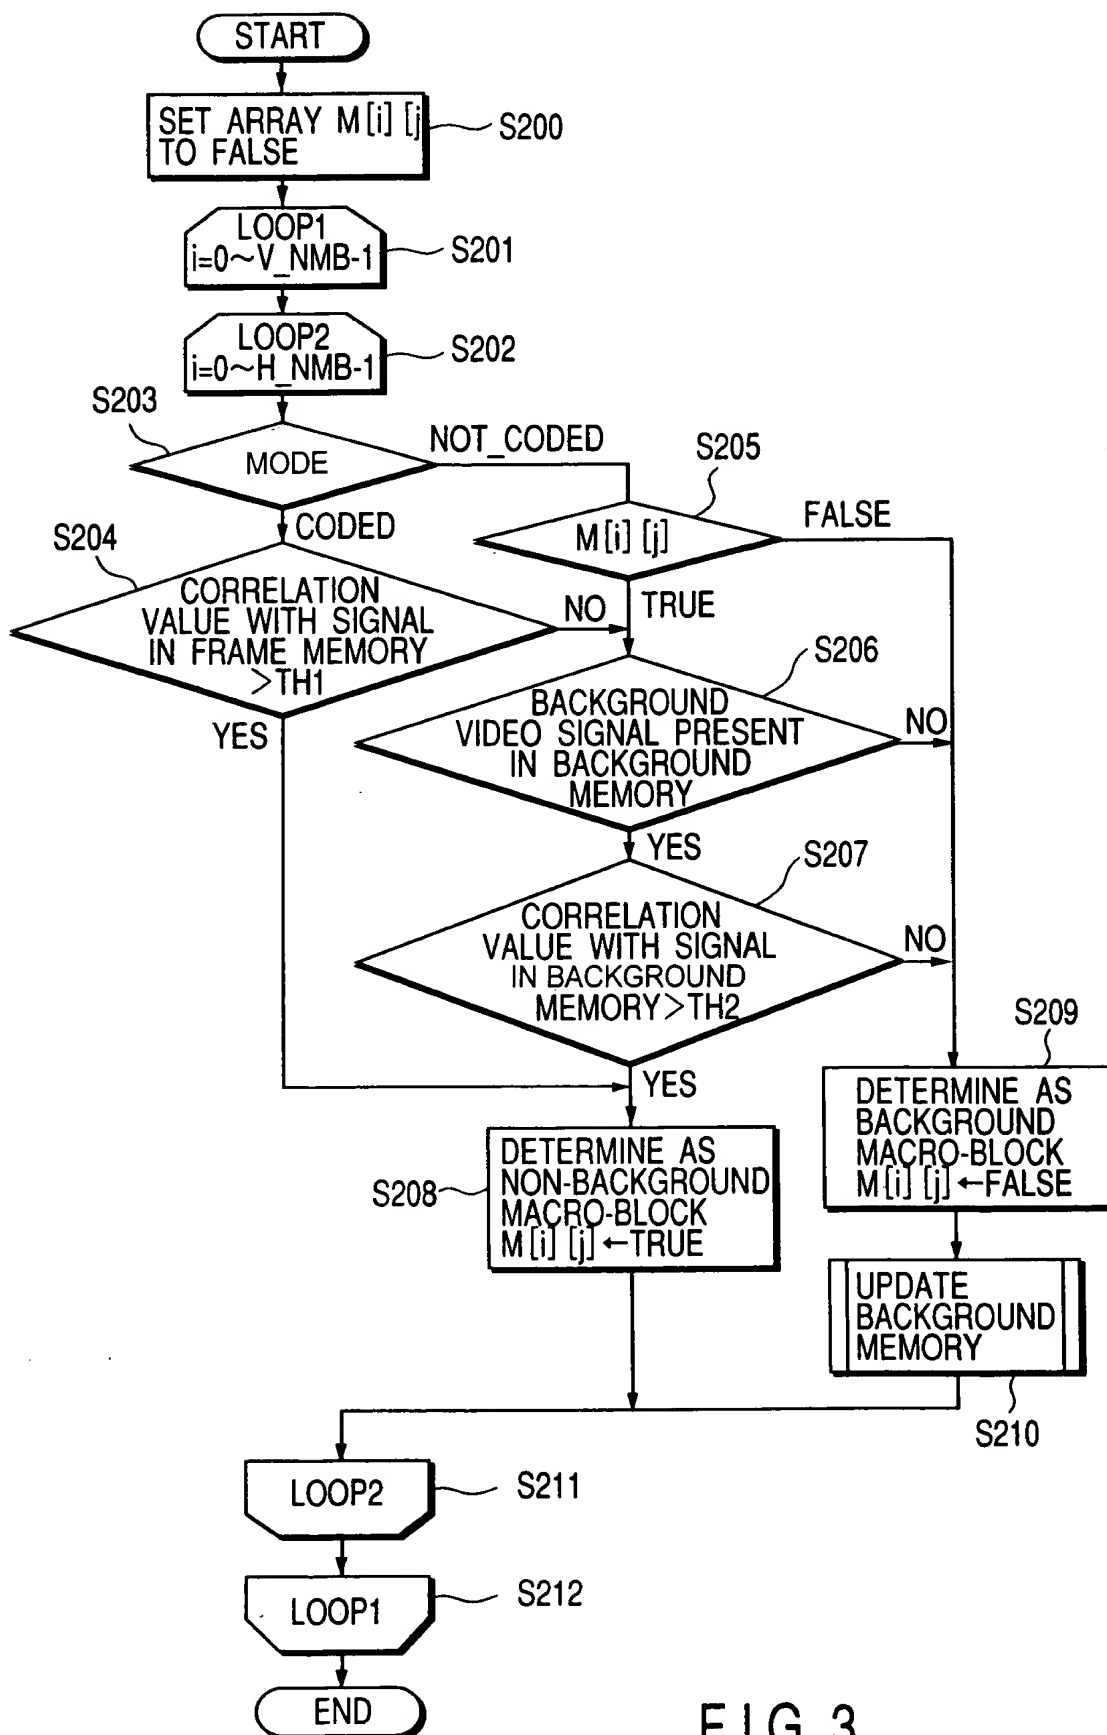 START
SET ARRAY M[i] [j
TO FALSE
S200
LOOP1
i=0~V_NMB-1
S201
LOOP2
i=0~H_NMB-1
S202
S203
MODE
NOT_CODED
CODED
S205
M[i] [j]
FALSE
TRUE
S204
CORRELATION
VALUE WITH SIGNAL
IN FRAME MEMORY
>TH1
NO
YES
S206
BACKGROUND
VIDEO SIGNAL PRESENT
IN BACKGROUND
MEMORY
NO
YES
S207
CORRELATION
VALUE WITH SIGNAL
IN BACKGROUND
MEMORY>TH2
NO
YES
S208
DETERMINE AS
NON-BACKGROUND
MACRO-BLOCK
M[i] [j]←TRUE
S209
DETERMINE AS
BACKGROUND
MACRO-BLOCK
M[i] [j]←FALSE
UPDATE
BACKGROUND
MEMORY
S210
LOOP2
S211
LOOP1
S212
END
FIG.3